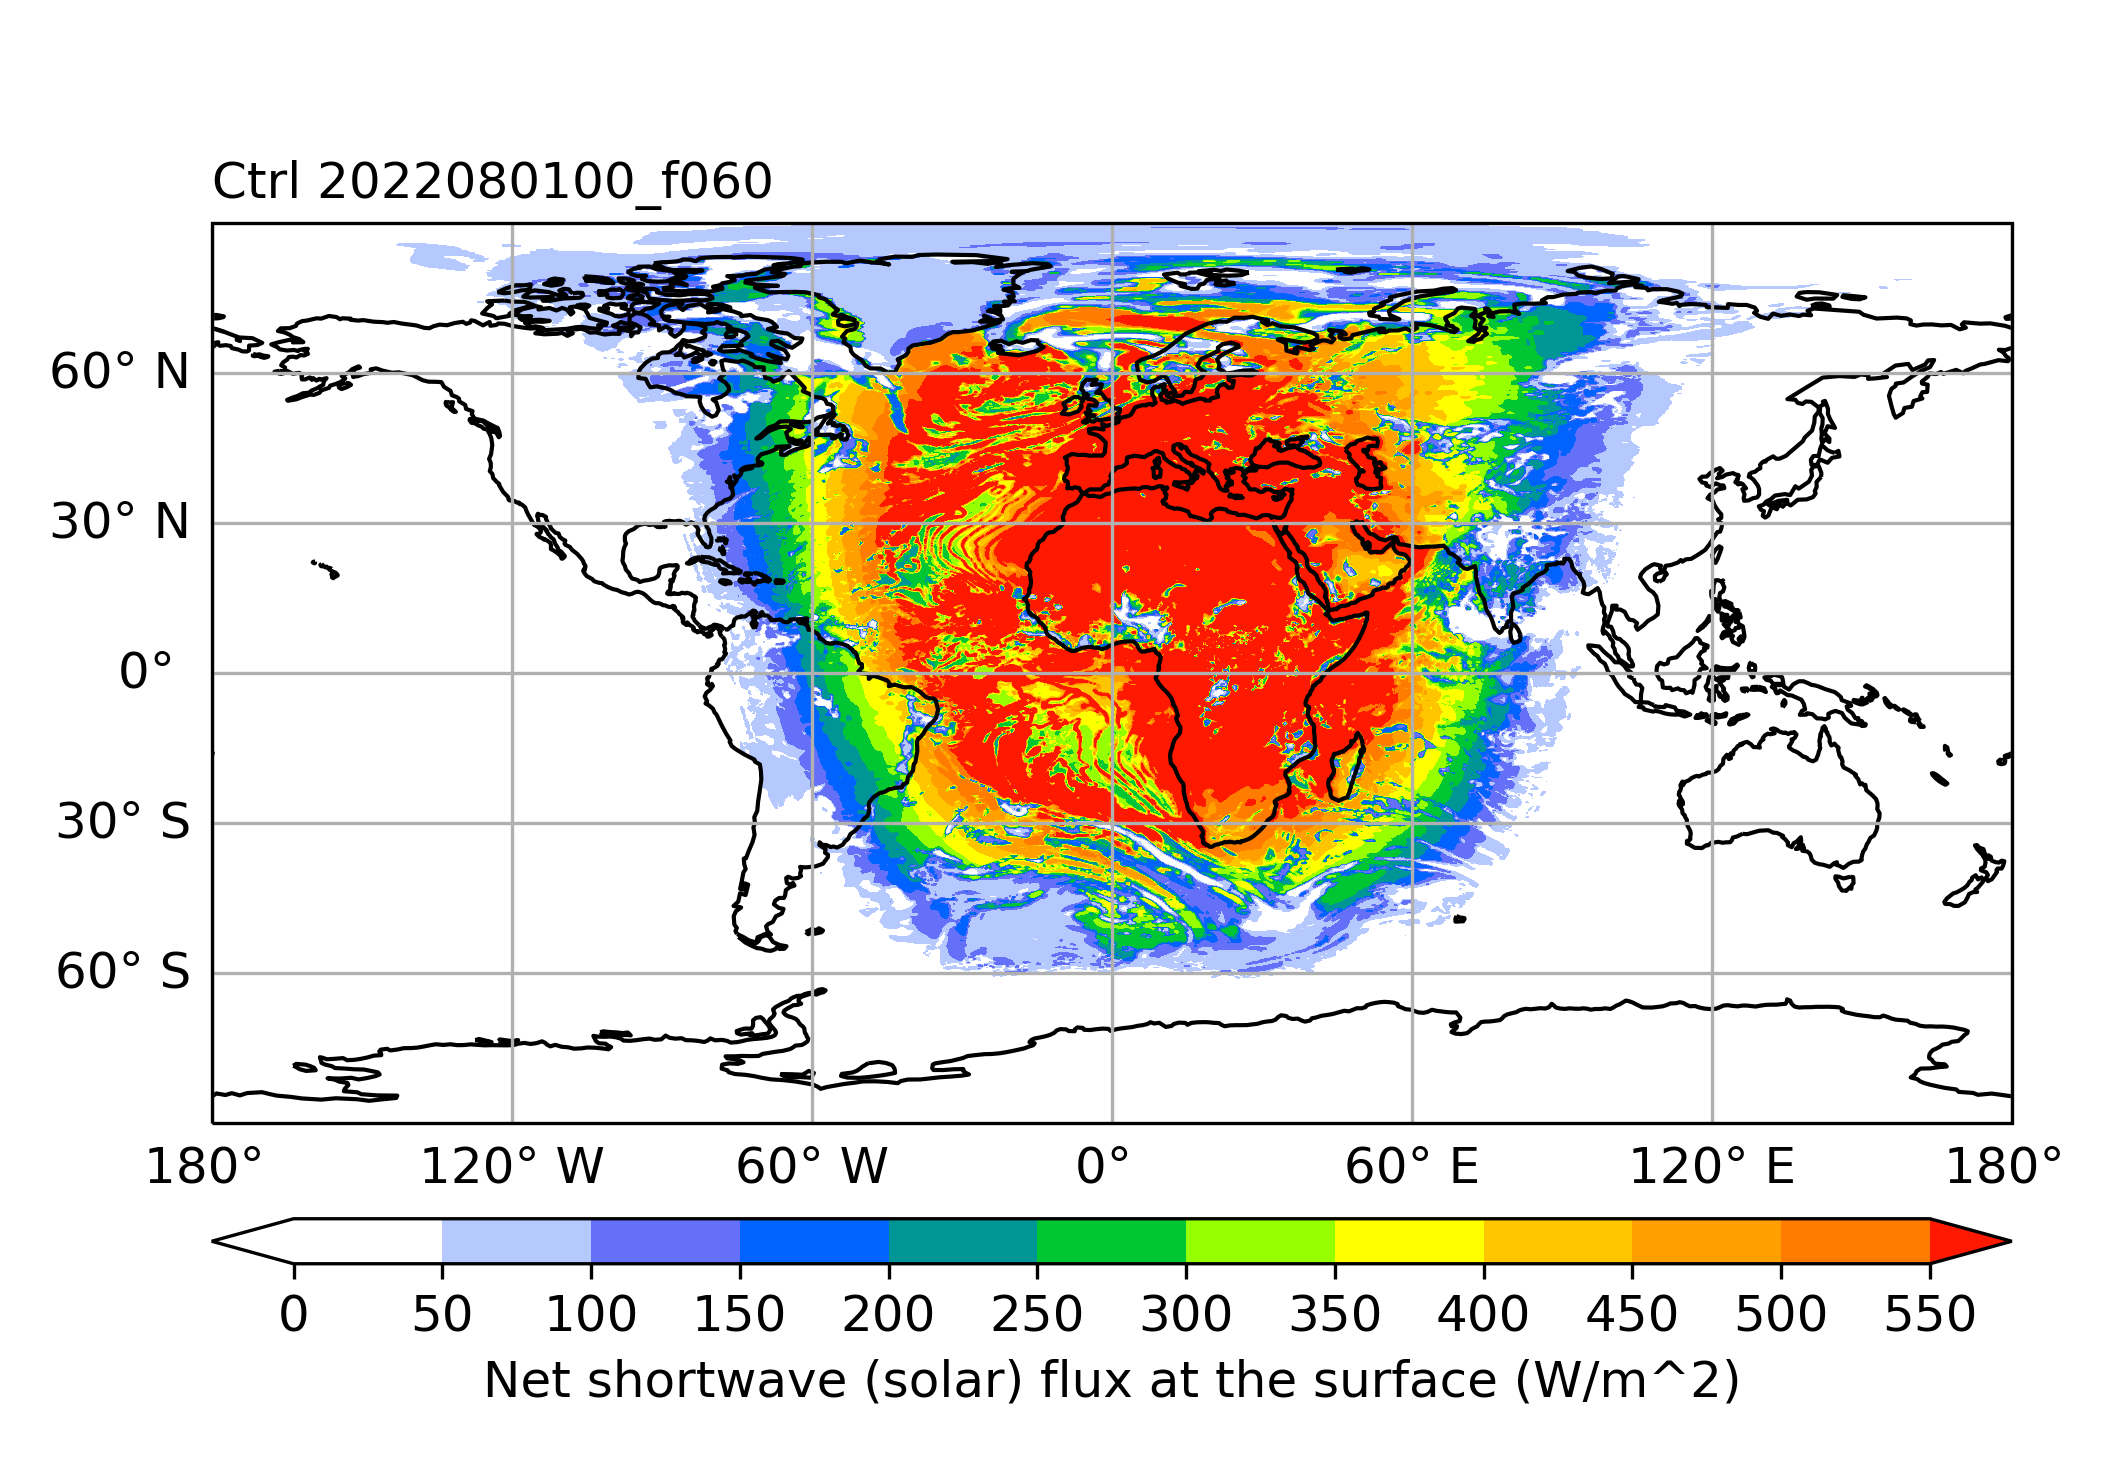 Ctrl 2022080100_f060
60° N
30° N
0°
30° S
60° S
180° 120° W 60° W 0° 60° E 120° E 180°
0 50 100 150 200 250 300 350 400 450 500 550
Net shortwave (solar) flux at the surface (W/m^2)